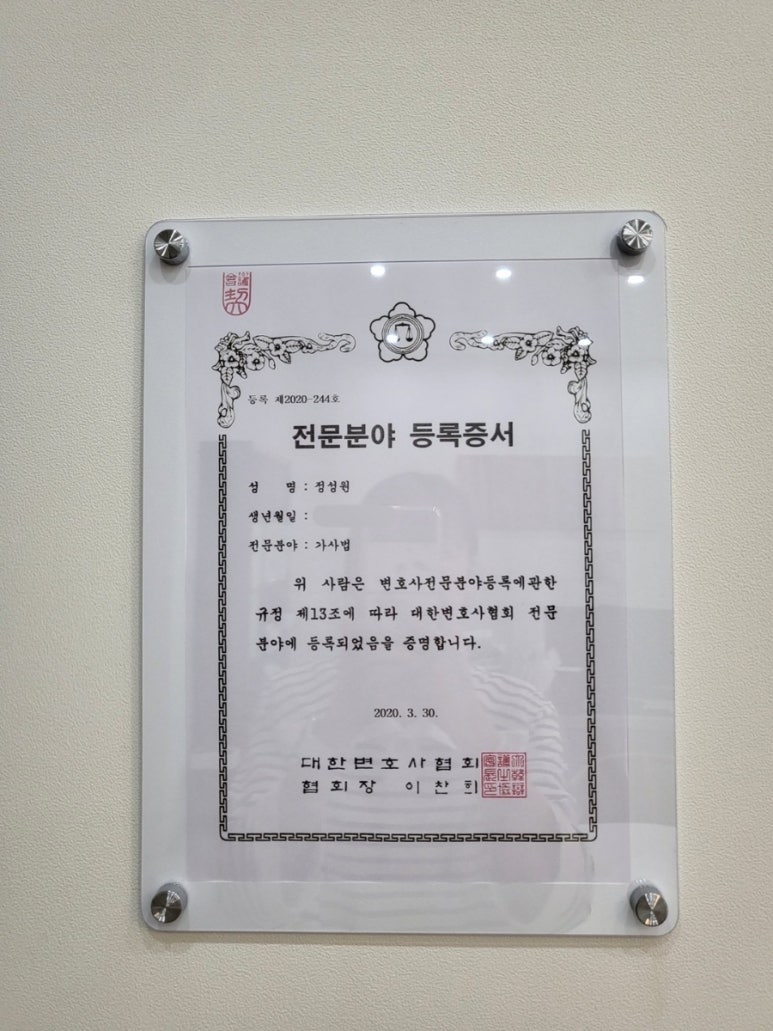 등록 제2020-244호
전문분야 등록증서
성 명 : 정성원
생년월일 :
전문분야 : 가사법
위 사람은 변호사전문분야등록에관한
규정 제13조에 따라 대한변호사협회 전문
분야에 등록되었음을 증명합니다.
2020. 3. 30.
대한변호사협회
협회장 이찬희